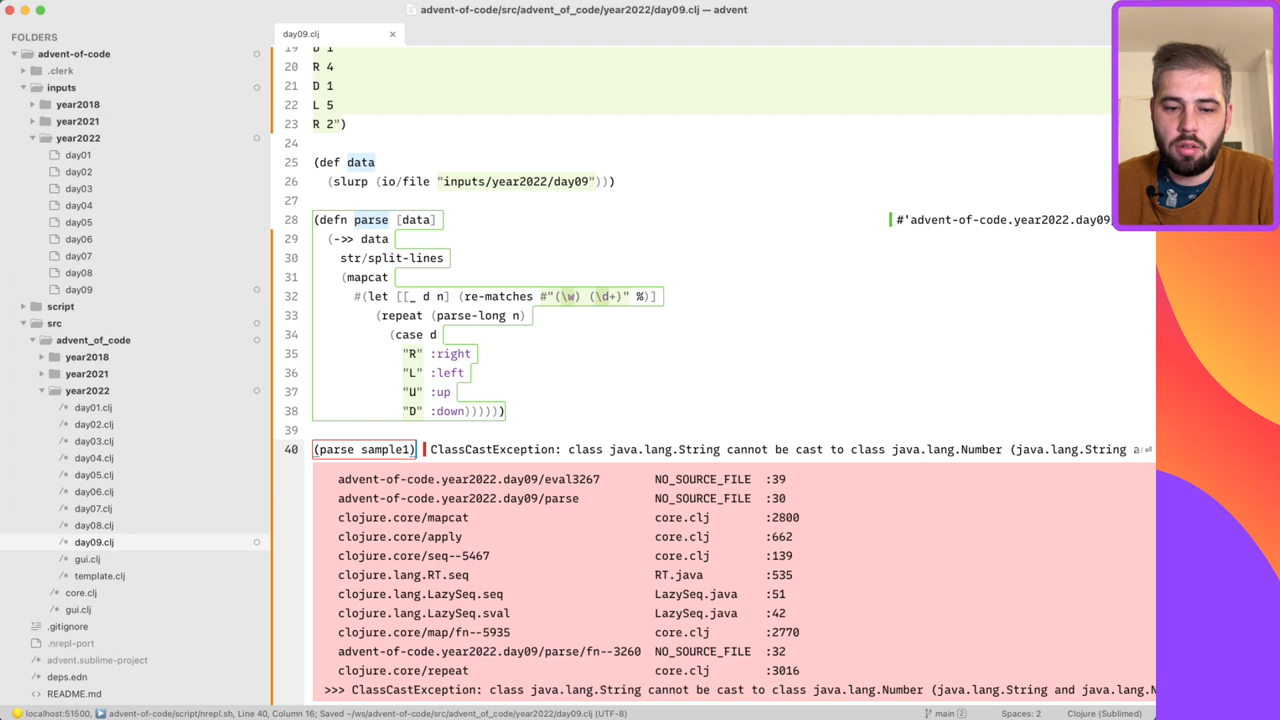 advent-of-code/src/advent_of_code/year2022/day09.clj — advent
FOLDERS
advent-of-code
.clerk
inputs
year2018
year2021
year2022
day01
day02
day03
day04
day05
day06
day07
day08
day09
script
src
advent_of_code
year2018
year2021
year2022
/* day01.clj
/* day02.clj
/* day03.clj
/* day04.clj
/* day05.clj
/* day06.clj
/* day07.clj
/* day08.clj
/* day09.clj
/* gui.clj
/* template.clj
/* core.clj
/* gui.clj
.gitignore
.nrepl-port
advent.sublime-project
deps.edn
README.md
day09.clj
19 D 1
20 R 4
21 D 1
22 L 5
23 R 2")
24
25 (def data
26 (slurp (io/file "inputs/year2022/day09")))
27
28 (defn parse [data] #'advent-of-code.year2022.day09
29 (->> data
30 str/split-lines
31 (mapcat
32 #(let [[_ d n] (re-matches #"(\w) (\d+)" %)]
33 (repeat (parse-long n)
34 (case d
35 "R" :right
36 "L" :left
37 "U" :up
38 "D" :down))))))
39
40 (parse sample1) ClassCastException: class java.lang.String cannot be cast to class java.lang.Number (java.lang.String a
advent-of-code.year2022.day09/eval3267 NO_SOURCE_FILE :39
advent-of-code.year2022.day09/parse NO_SOURCE_FILE :30
clojure.core/mapcat core.clj :2800
clojure.core/apply core.clj :662
clojure.core/seq--5467 core.clj :139
clojure.lang.RT.seq RT.java :535
clojure.lang.LazySeq.seq LazySeq.java :51
clojure.lang.LazySeq.sval LazySeq.java :42
clojure.core/map/fn--5935 core.clj :2770
advent-of-code.year2022.day09/parse/fn--3260 NO_SOURCE_FILE :32
clojure.core/repeat core.clj :3016
>>> ClassCastException: class java.lang.String cannot be cast to class java.lang.Number (java.lang.String and java.lang.N
localhost:51500, advent-of-code/script/nrepl.sh, Line 40, Column 16; Saved ~/ws/advent-of-code/src/advent_of_code/year2022/day09.clj (UTF-8) main 2 Spaces: 2 Clojure (Sublimed)